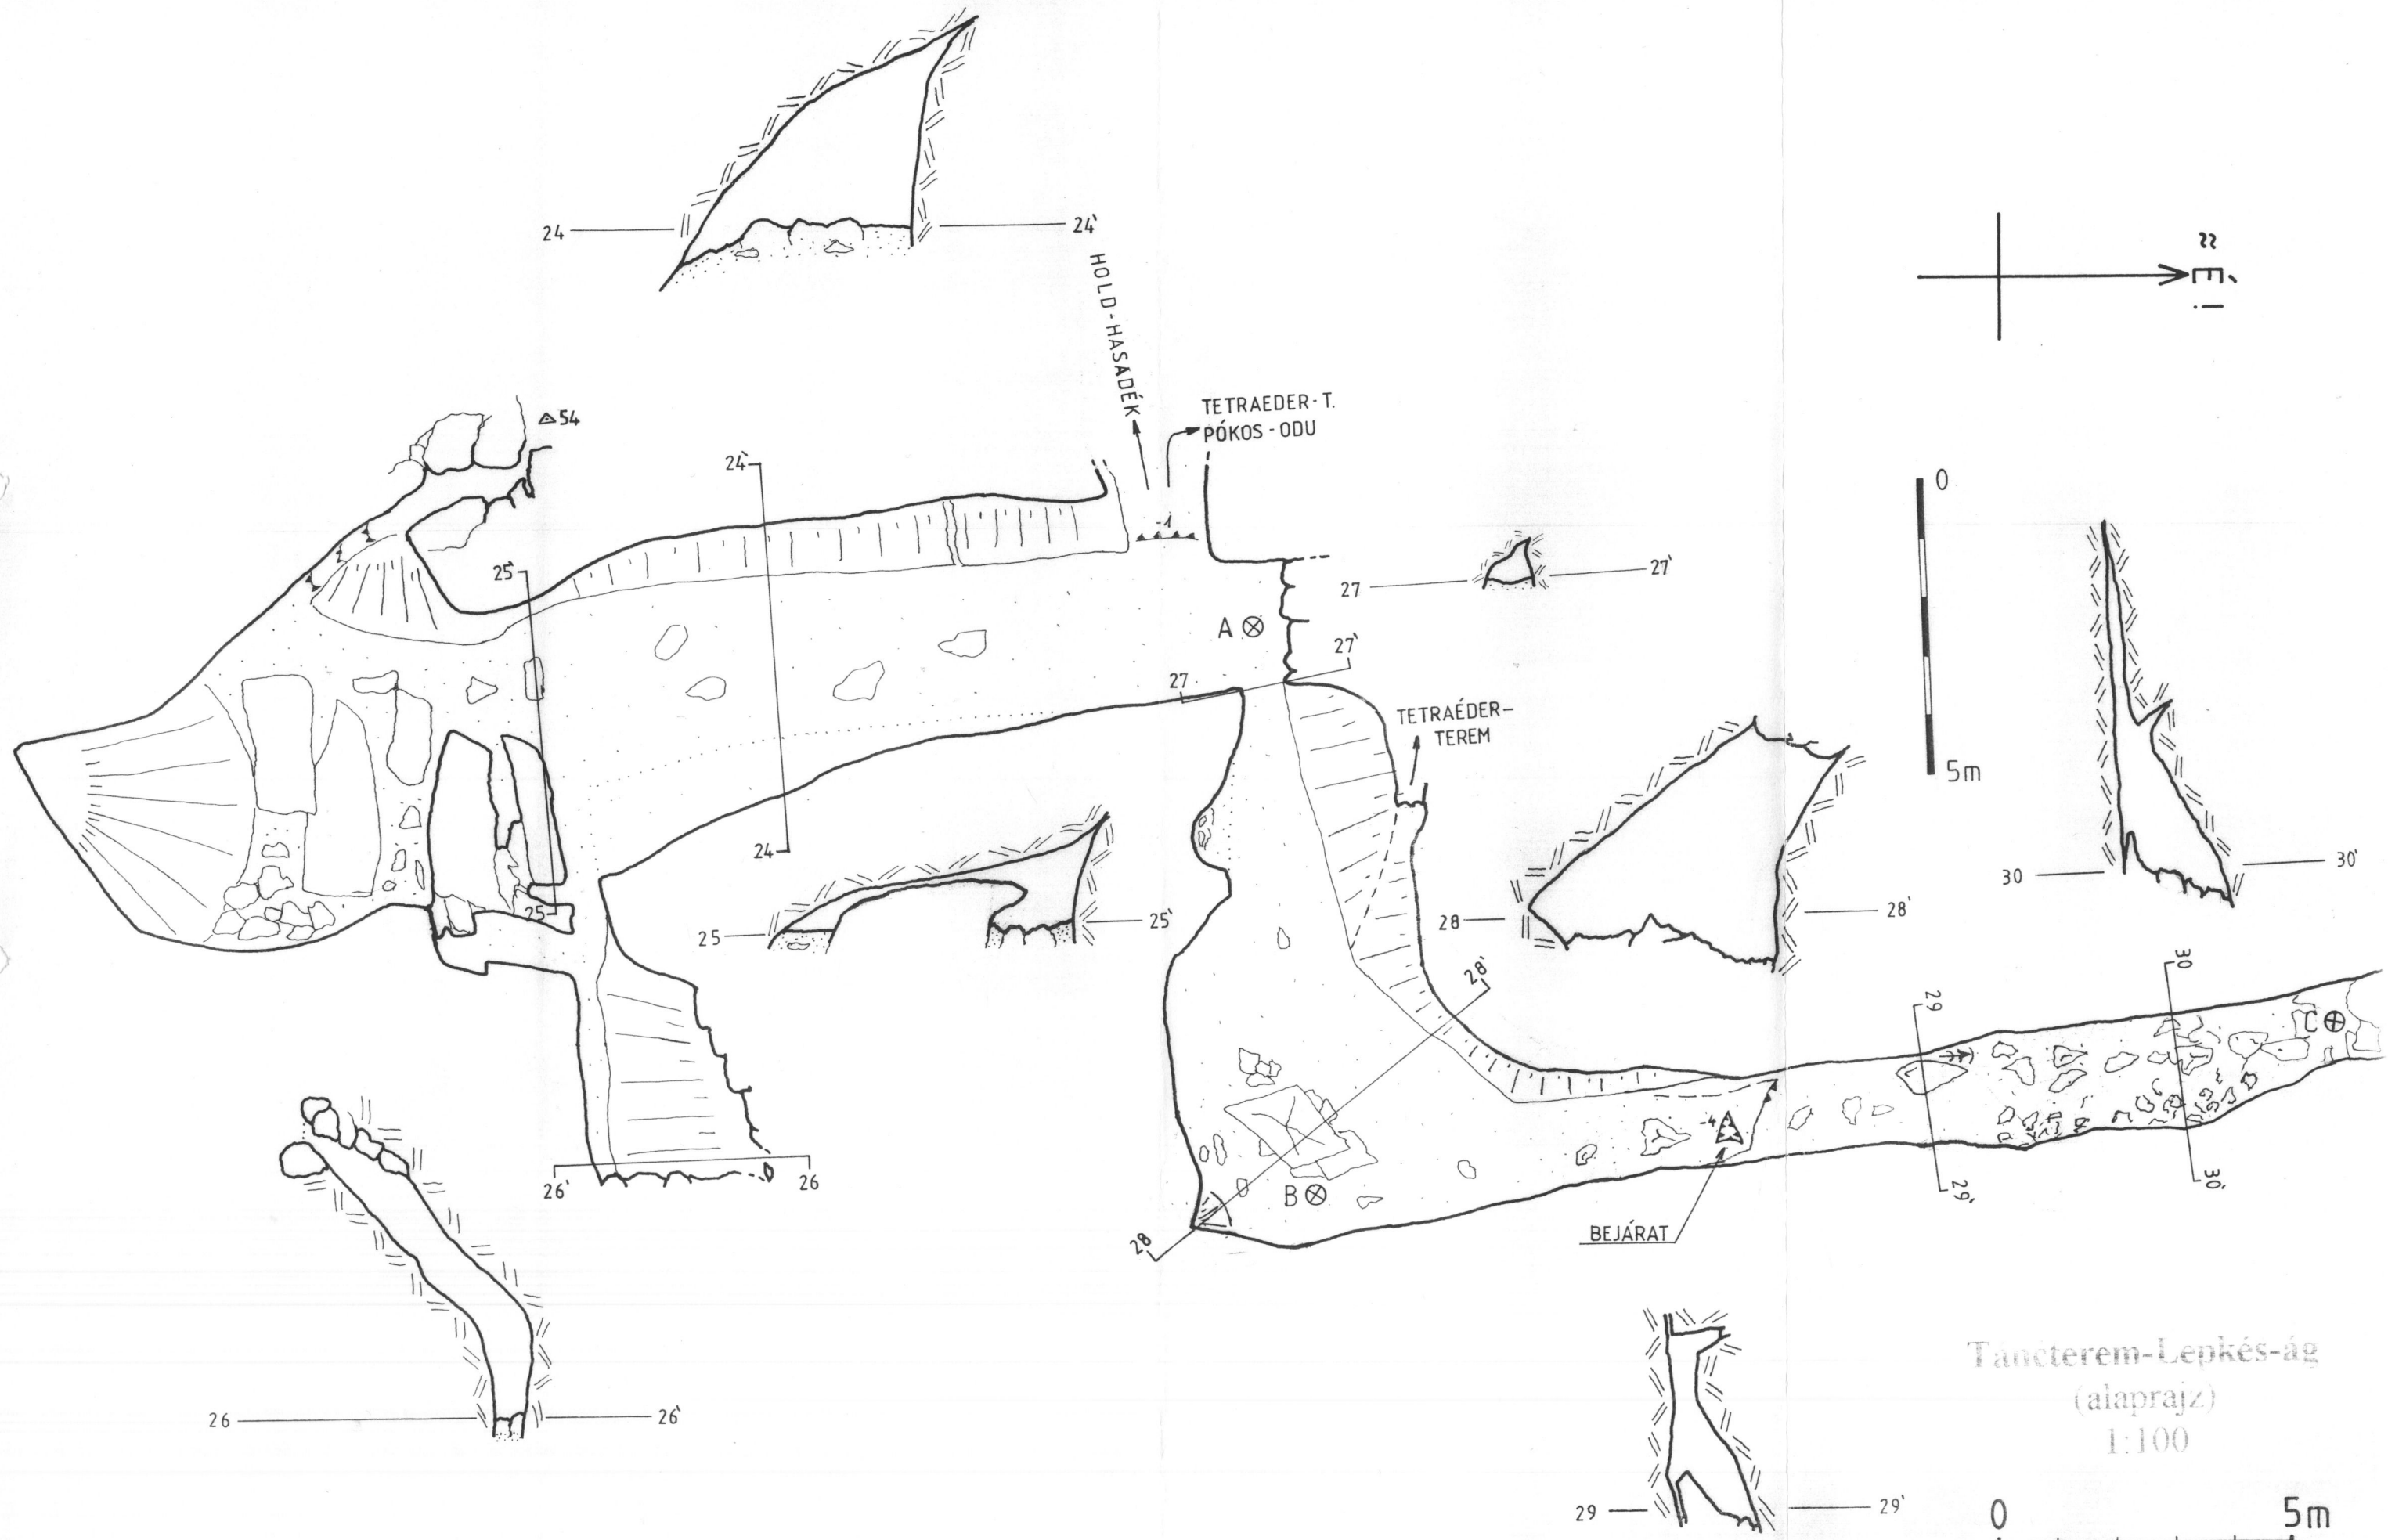 24
24'
HOLD-HASADÉK
≈ É!
△54
TETRAEDER-T.
PÓKOS-ODU
24'
0
-1
25'
27
27'
A
27'
27
TETRAÉDER-
TEREM
5m
24
25
25
25'
28
28'
30
30'
28'
30
29
C
-4
26'
26
B
29'
30'
28
BEJÁRAT
26
26'
Táncterem-Lepkés-ág
(alaprajz)
1:100
29
29'
0
5m